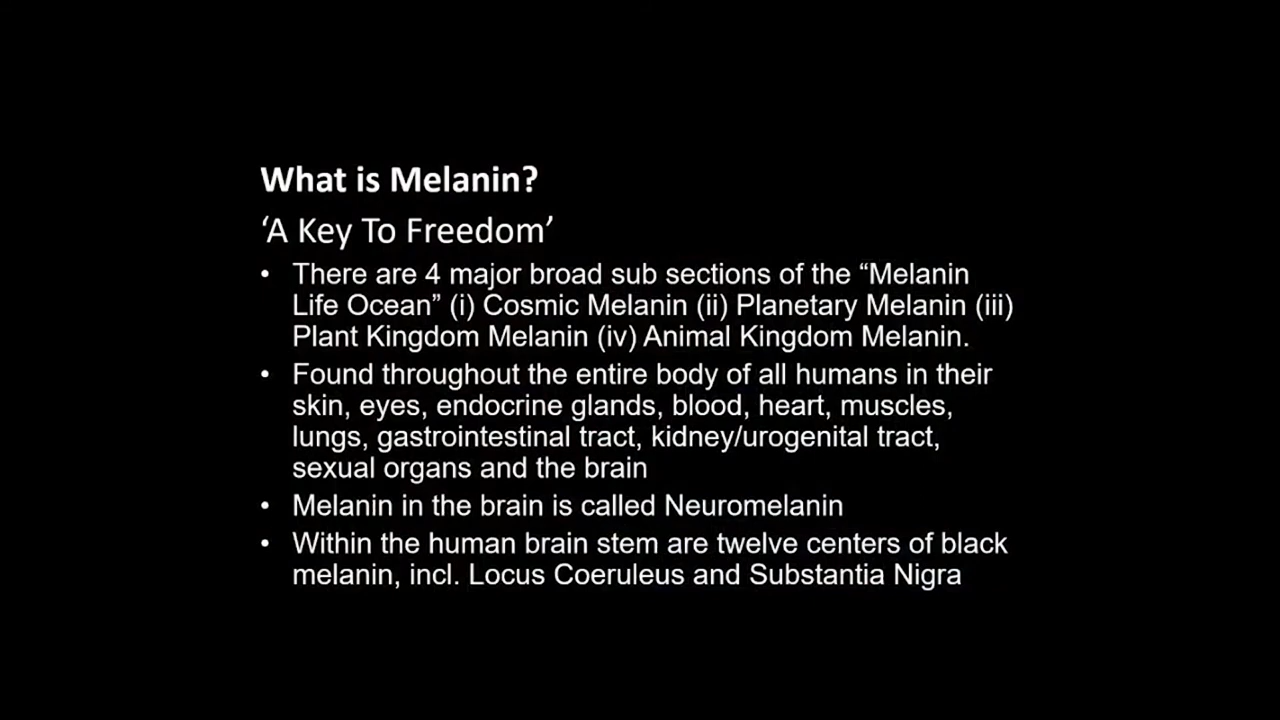 What is Melanin?
‘A Key To Freedom’
• There are 4 major broad sub sections of the “Melanin
Life Ocean” (i) Cosmic Melanin (ii) Planetary Melanin (iii)
Plant Kingdom Melanin (iv) Animal Kingdom Melanin.
• Found throughout the entire body of all humans in their
skin, eyes, endocrine glands, blood, heart, muscles,
lungs, gastrointestinal tract, kidney/urogenital tract,
sexual organs and the brain
• Melanin in the brain is called Neuromelanin
• Within the human brain stem are twelve centers of black
melanin, incl. Locus Coeruleus and Substantia Nigra